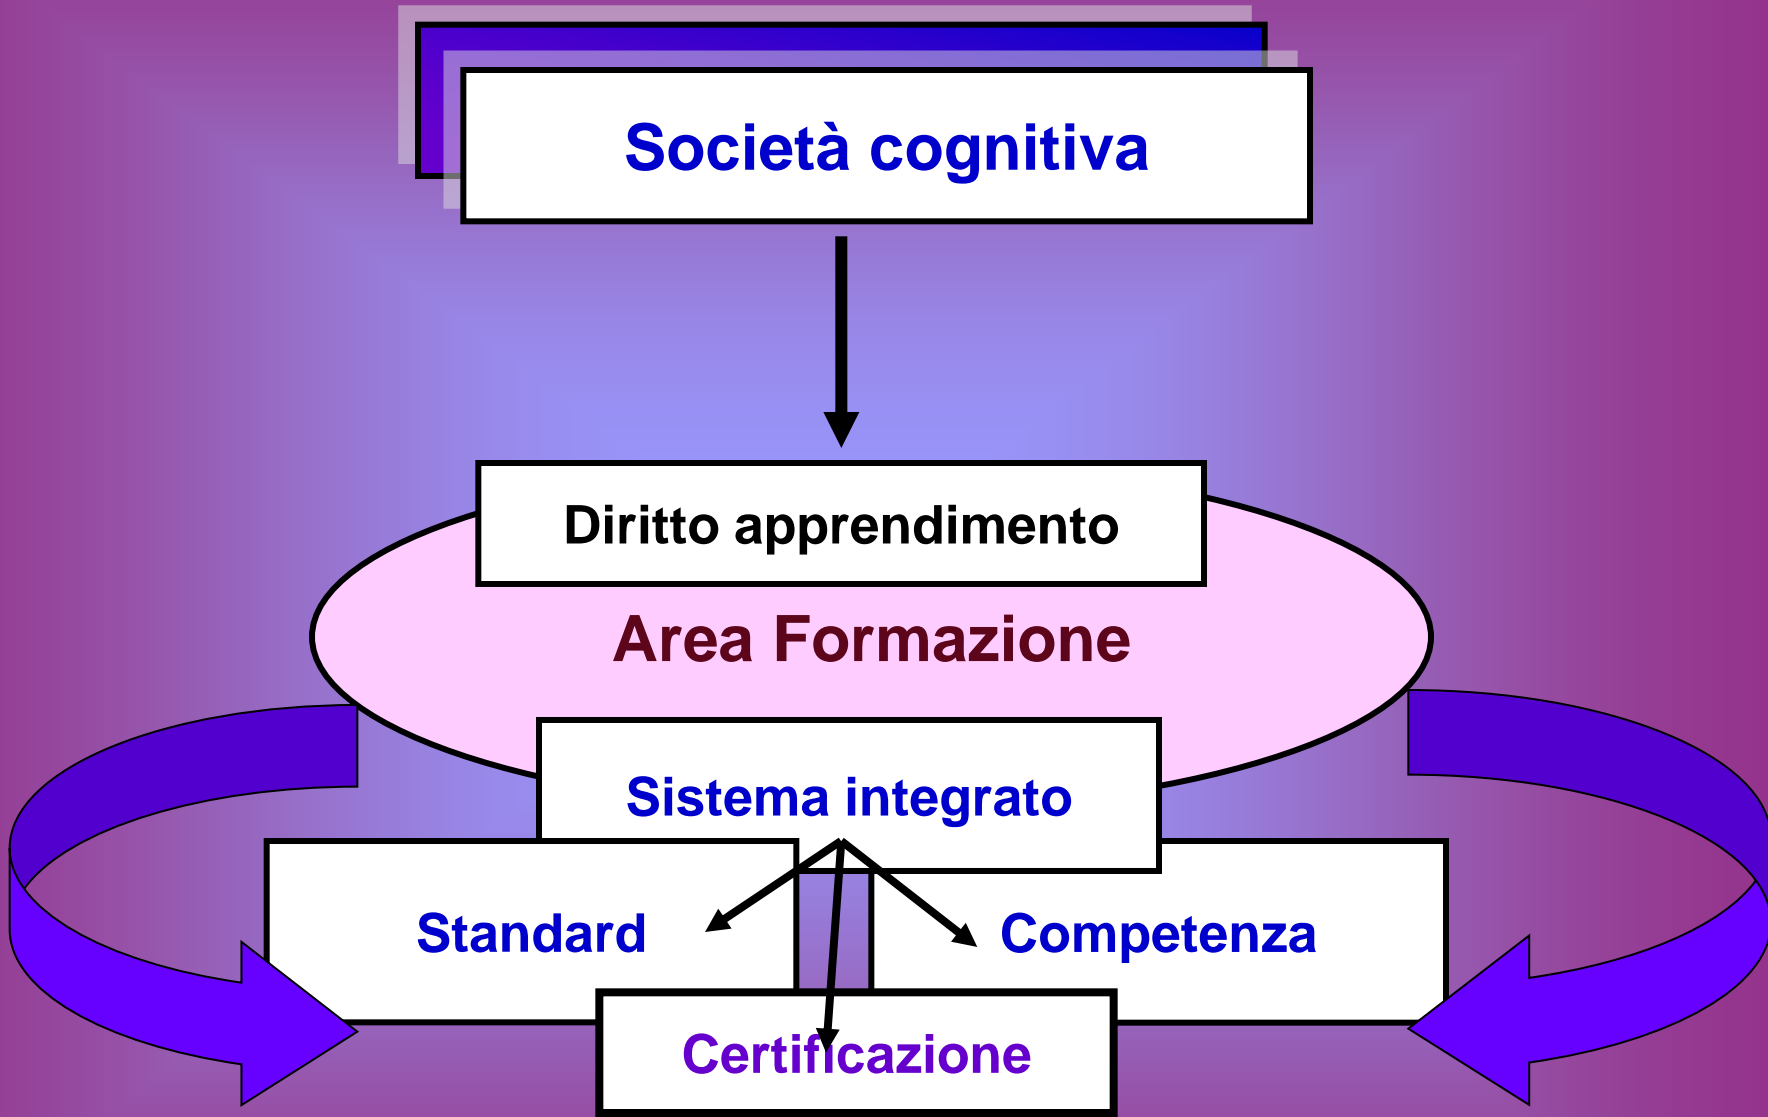 Società cognitiva
Diritto apprendimento
Area Formazione
Sistema integrato
Standard
Competenza
Certificazione